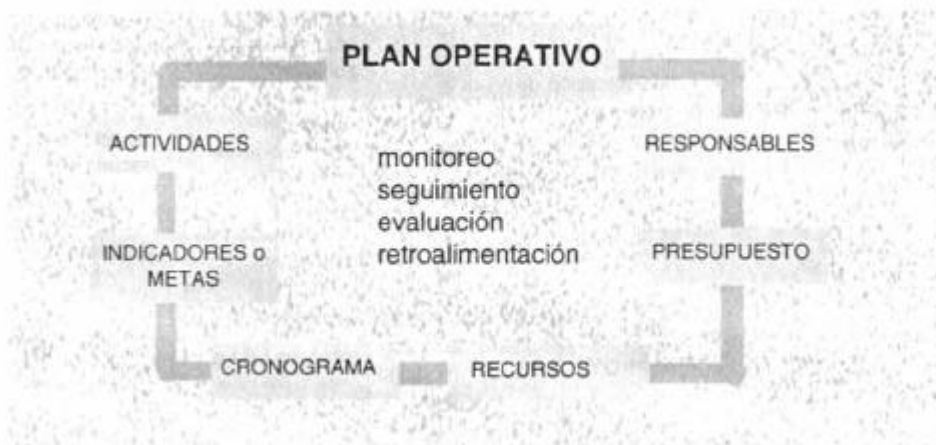 PLAN OPERATIVO
ACTIVIDADES
RESPONSABLES
monitoreo
seguimiento
evaluación
retroalimentación
INDICADORES o
METAS
PRESUPUESTO
CRONOGRAMA
RECURSOS